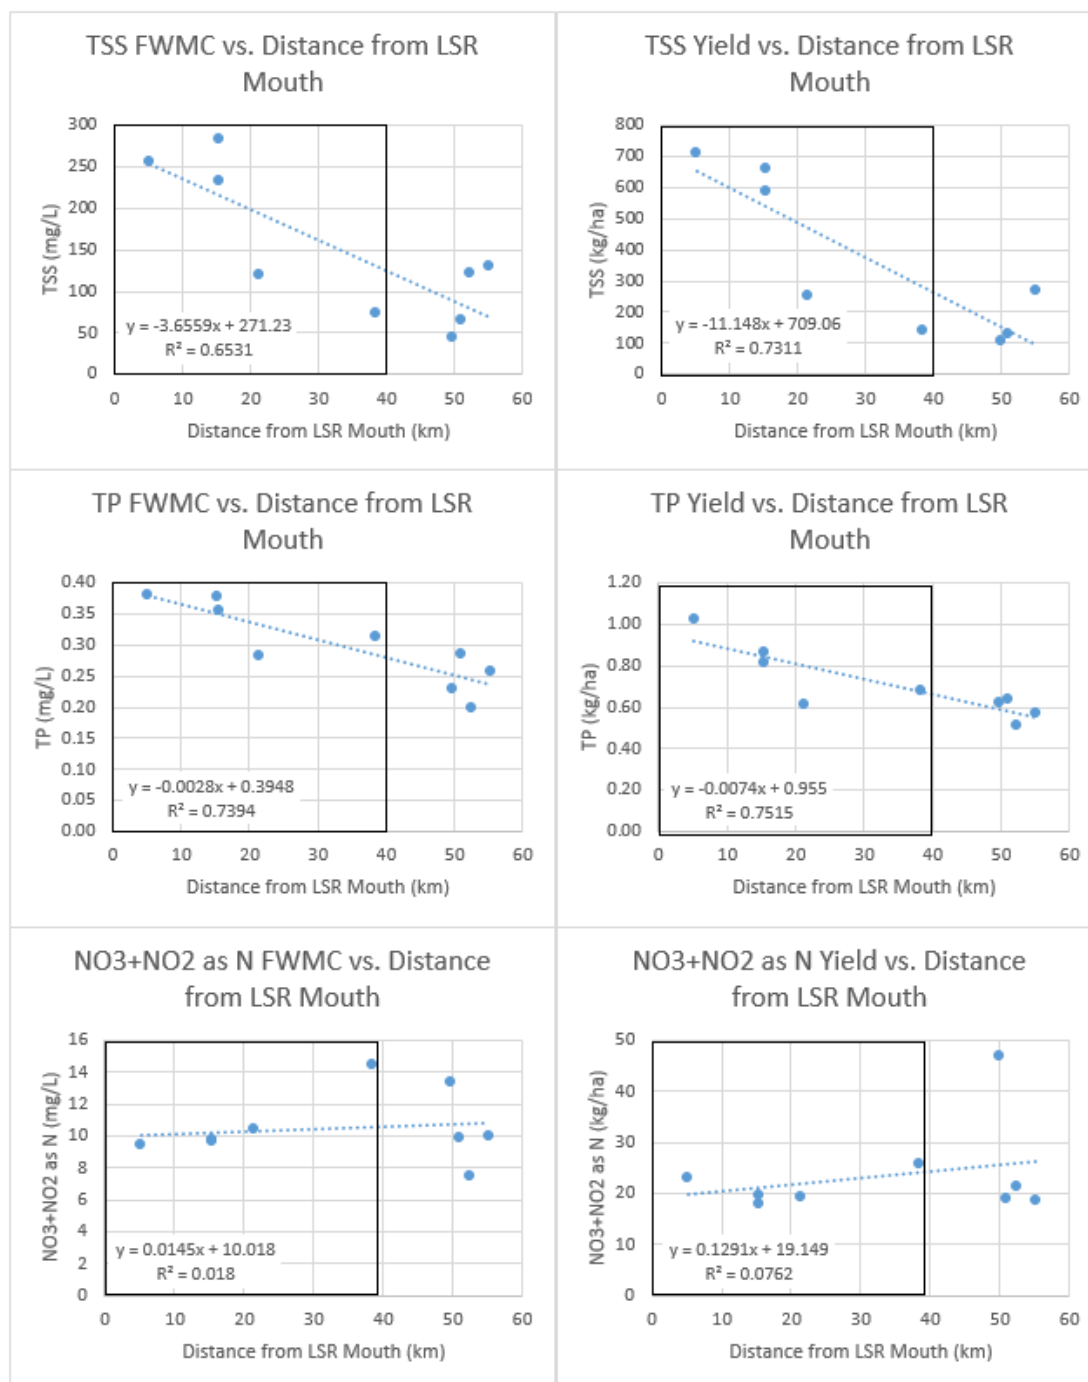 TSS FWMC vs. Distance from LSR
Mouth
300
250
200
150
100
50
0
TSS (mg/L)
y = -3.6559x + 271.23
R² = 0.6531
0 10 20 30 40 50 60
Distance from LSR Mouth (km)
TSS Yield vs. Distance from LSR
Mouth
800
700
600
500
400
300
200
100
0
TSS (kg/ha)
y = -11.148x + 709.06
R² = 0.7311
0 10 20 30 40 50 60
Distance from LSR Mouth (km)
TP FWMC vs. Distance from LSR
Mouth
0.40
0.35
0.30
0.25
0.20
0.15
0.10
0.05
0.00
TP (mg/L)
y = -0.0028x + 0.3948
R² = 0.7394
0 10 20 30 40 50 60
Distance from LSR Mouth (km)
TP Yield vs. Distance from LSR
Mouth
1.20
1.00
0.80
0.60
0.40
0.20
0.00
TP (kg/ha)
y = -0.0074x + 0.955
R² = 0.7515
0 10 20 30 40 50 60
Distance from LSR Mouth (km)
NO3+NO2 as N FWMC vs. Distance
from LSR Mouth
16
14
12
10
8
6
4
2
0
NO3+NO2 as N (mg/L)
y = 0.0145x + 10.018
R² = 0.018
0 10 20 30 40 50 60
Distance from LSR Mouth (km)
NO3+NO2 as N Yield vs. Distance
from LSR Mouth
50
40
30
20
10
0
NO3+NO2 as N (kg/ha)
y = 0.1291x + 19.149
R² = 0.0762
0 10 20 30 40 50 60
Distance from LSR Mouth (km)